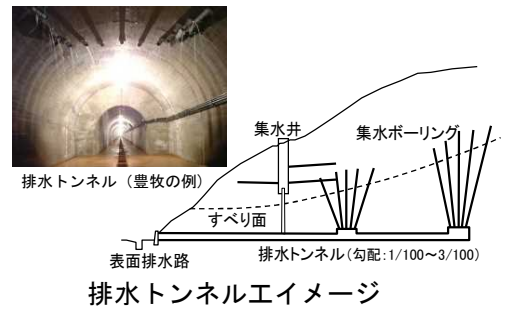 排水トンネル（豊牧の例）
集水井
集水ボーリング
すべり面
表面排水路
排水トンネル（勾配：1/100～3/100）
排水トンネルエイメージ